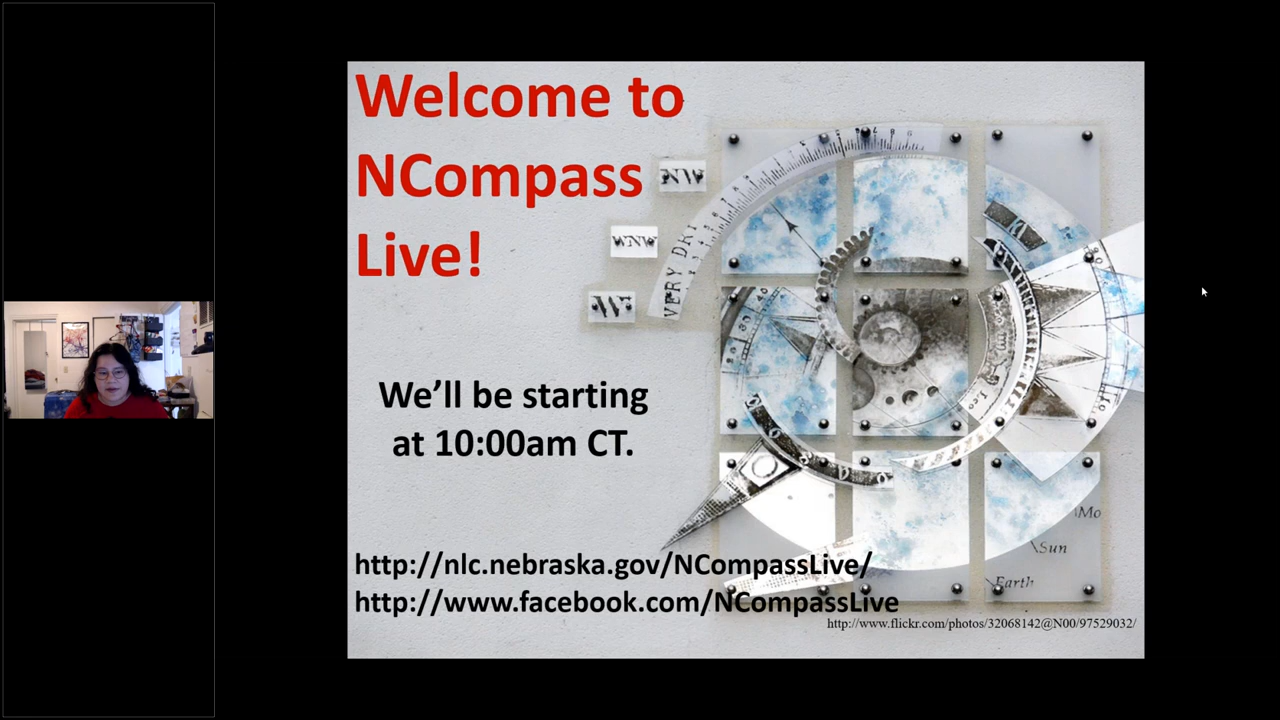 Welcome to
NCompass
Live!
NW
WNW
W
VERY DRY
We’ll be starting
at 10:00am CT.
\Mo
\Sun
\Earth
http://nlc.nebraska.gov/NCompassLive/
http://www.facebook.com/NCompassLive
http://www.flickr.com/photos/32068142@N00/97529032/